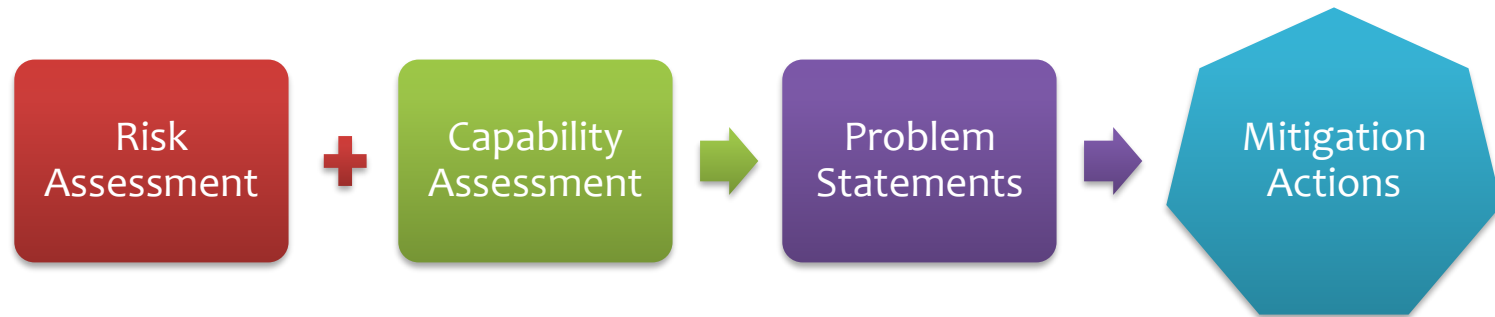 Risk
Assessment
Capability
Assessment
Problem
Statements
Mitigation
Actions